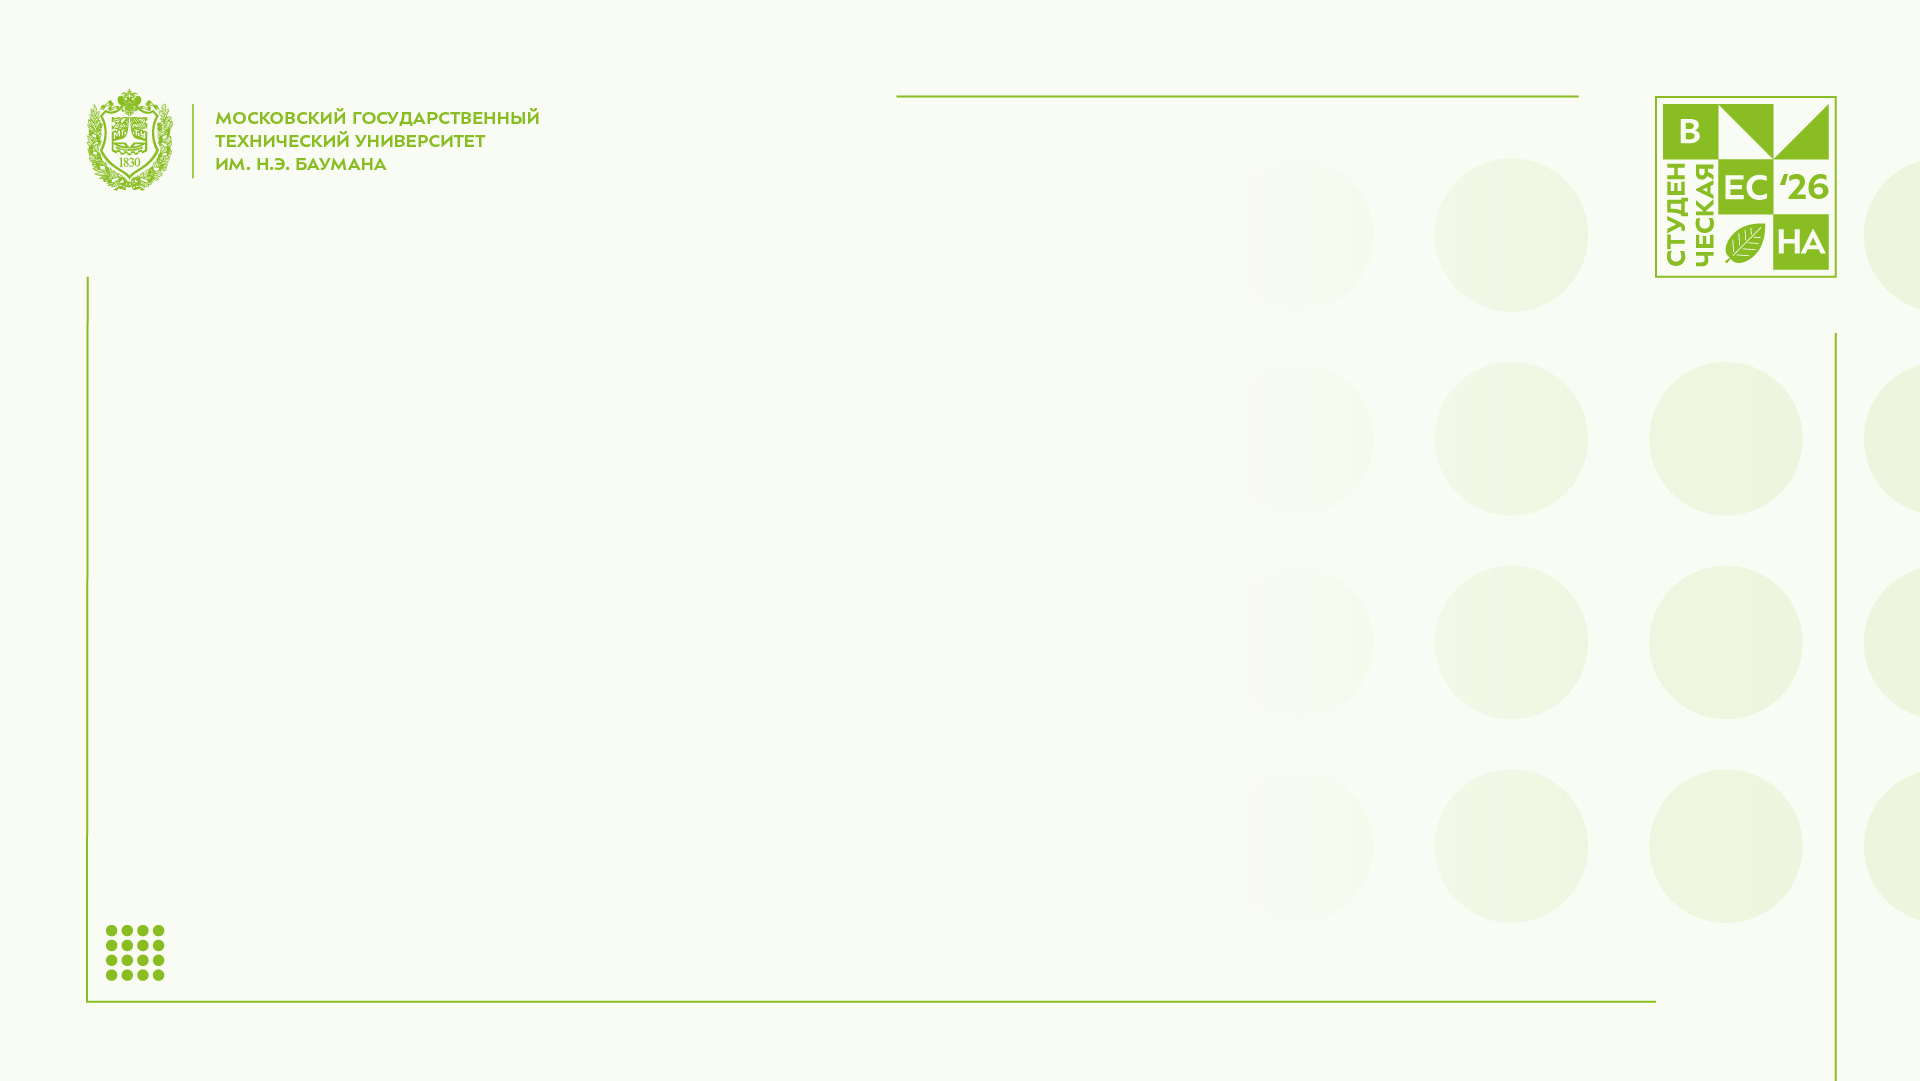 МОСКОВСКИЙ ГОСУДАРСТВЕННЫЙ
ТЕХНИЧЕСКИЙ УНИВЕРСИТЕТ
ИМ. Н.Э. БАУМАНА
1830
СТУДЕН
ЧЕСКАЯ
В
ЕС '26
НА